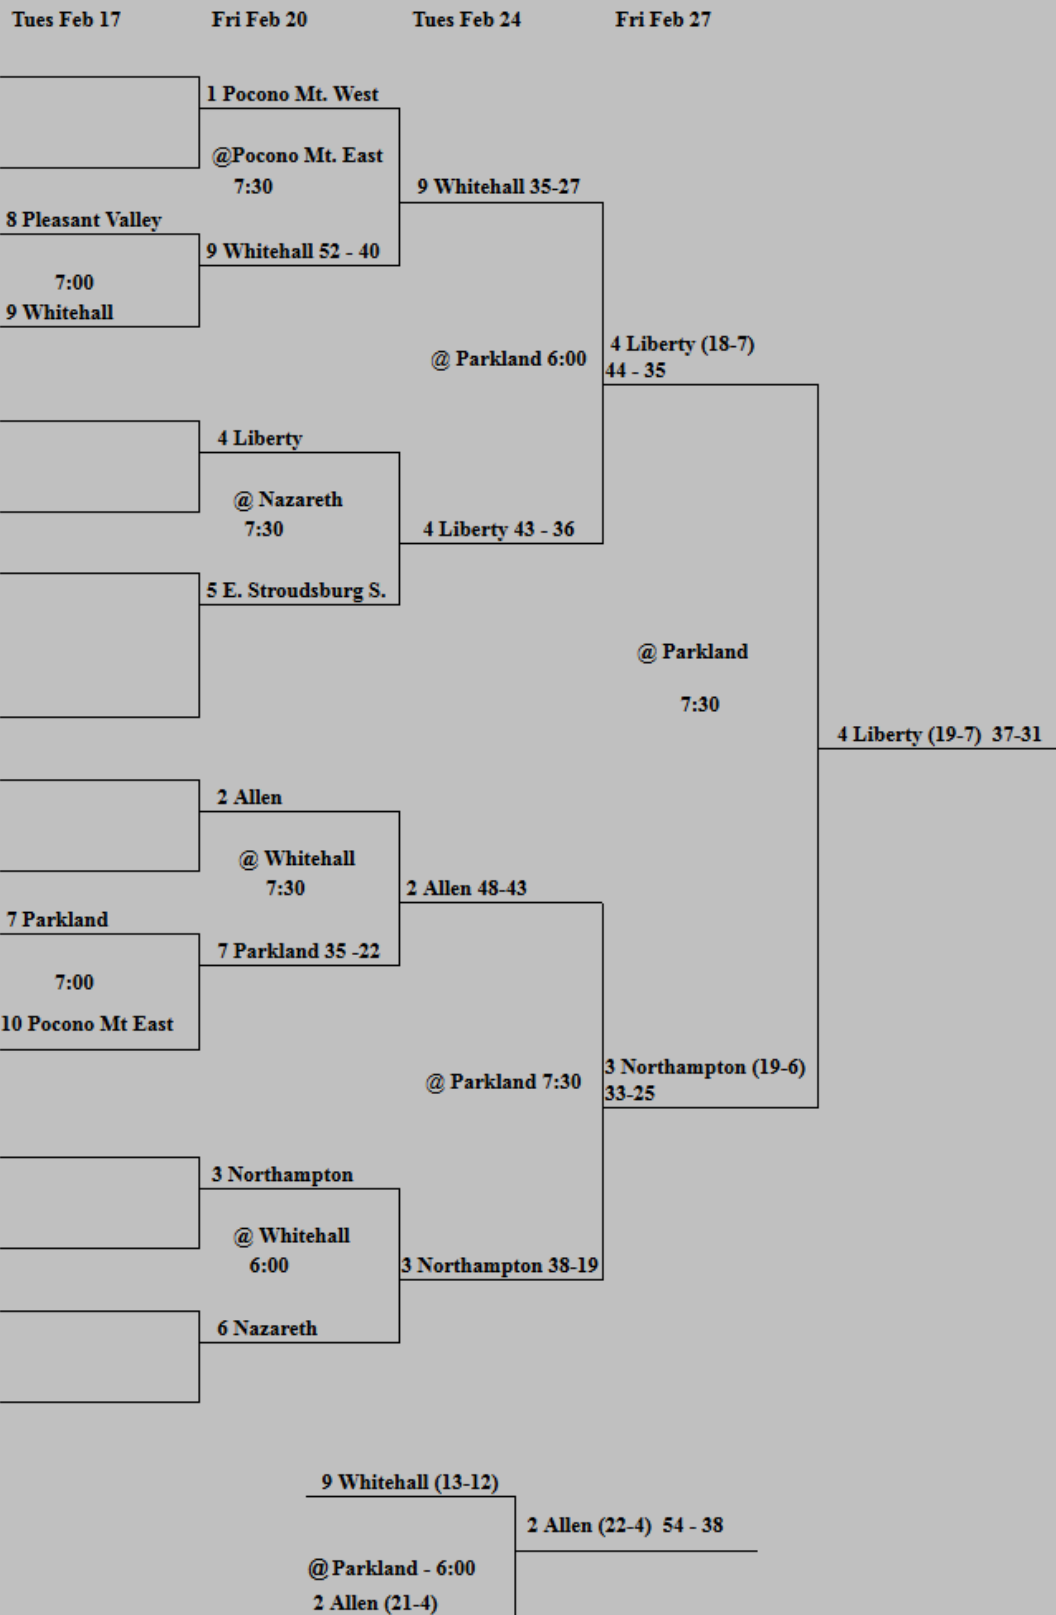 Tues Feb 17 Fri Feb 20 Tues Feb 24 Fri Feb 27
1 Pocono Mt. West
@Pocono Mt. East
7:30
9 Whitehall 35-27
8 Pleasant Valley
9 Whitehall 52 - 40
7:00
9 Whitehall
@ Parkland 6:00
4 Liberty (18-7)
44 - 35
4 Liberty
@ Nazareth
7:30
4 Liberty 43 - 36
5 E. Stroudsburg S.
@ Parkland
7:30
4 Liberty (19-7) 37-31
2 Allen
@ Whitehall
7:30
2 Allen 48-43
7 Parkland
7 Parkland 35 -22
7:00
10 Pocono Mt East
@ Parkland 7:30
3 Northampton (19-6)
33-25
3 Northampton
@ Whitehall
6:00
3 Northampton 38-19
6 Nazareth
9 Whitehall (13-12)
2 Allen (22-4) 54 - 38
@ Parkland - 6:00
2 Allen (21-4)